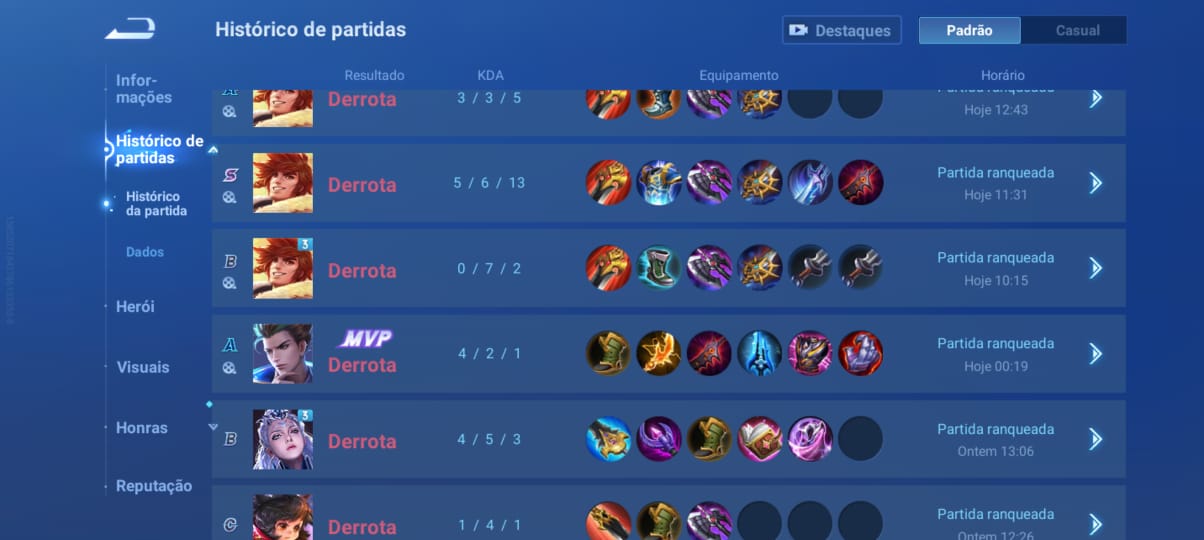 Histórico de partidas
Destaques
Padrão
Casual
Resultado
KDA
Equipamento
Horário
Infor-
mações
Histórico de
partidas
Histórico
da partida
Dados
Herói
Visuais
Honras
Reputação
A
Derrota
3 / 3 / 5
Partida ranqueada
Hoje 12:43
S
Derrota
5 / 6 / 13
Partida ranqueada
Hoje 11:31
B
3
Derrota
0 / 7 / 2
Partida ranqueada
Hoje 10:15
A
MVP
Derrota
4 / 2 / 1
Partida ranqueada
Hoje 00:19
B
3
Derrota
4 / 5 / 3
Partida ranqueada
Ontem 13:06
C
Derrota
1 / 4 / 1
Partida ranqueada
Ontem 12:26